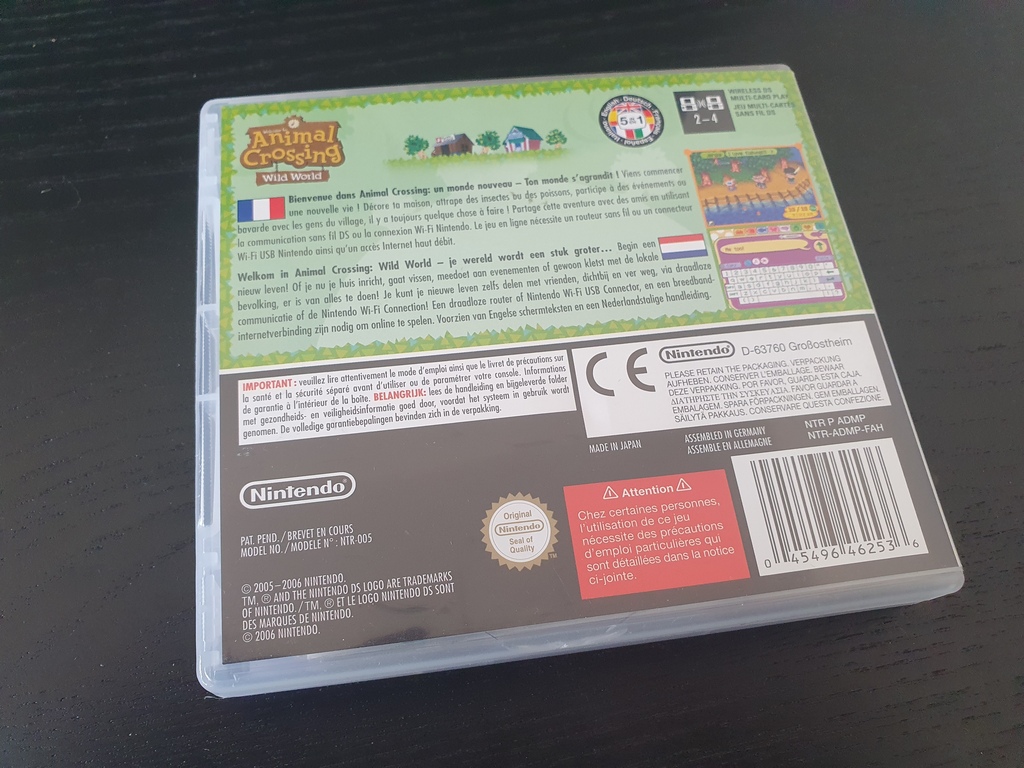 Animal
Crossing
Wild World
English · Deutsch · Français · Español · Italiano
5 in 1
2-4
WIRELESS DS
MULTI-CARD PLAY
JEU MULTI-CARTES
SANS FIL DS
Bienvenue dans Animal Crossing: un monde nouveau – Ton monde s'agrandit ! Viens commencer
une nouvelle vie ! Décore ta maison, attrape des insectes ou des poissons, participe à des événements ou
bavarde avec les gens du village, il y a toujours quelque chose à faire ! Partage cette aventure avec des amis en utilisant
la communication sans fil DS ou la connexion Wi-Fi Nintendo. Le jeu en ligne nécessite un routeur sans fil ou un connecteur
Wi-Fi USB Nintendo ainsi qu'un accès Internet haut débit.
Welkom in Animal Crossing: Wild World – je wereld wordt een stuk groter... Begin een
nieuw leven! Of je nu je huis inricht, gaat vissen, meedoet aan evenementen of gewoon kletst met de lokale
bevolking, er is van alles te doen! Je kunt je nieuwe leven zelfs delen met vrienden, dichtbij en ver weg, via draadloze
communicatie of de Nintendo Wi-Fi Connection! Een draadloze router of Nintendo Wi-Fi USB Connector, en een breedband-
internetverbinding zijn nodig om online te spelen. Voorzien van Engelse schermteksten en een Nederlandstalige handleiding.
IMPORTANT : veuillez lire attentivement le mode d'emploi ainsi que le livret de précautions sur
la santé et la sécurité séparé avant d'utiliser ou de paramétrer votre console. Informations
de garantie à l'intérieur de la boîte. BELANGRIJK: lees de handleiding en bijgeleverde folder
met gezondheids- en veiligheidsinformatie goed door, voordat het systeem in gebruik wordt
genomen. De volledige garantiebepalingen bevinden zich in de verpakking.
CE
Nintendo D-63760 Großostheim
PLEASE RETAIN THE PACKAGING. VERPACKUNG
AUFHEBEN. CONSERVER L'EMBALLAGE. BEWAAR
DEZE VERPAKKING. POR FAVOR, GUARDA ESTA CAJA.
ΔΙΑΤΗΡΗΣΤΕ ΤΗΝ ΣΥΣΚΕΥΑΣΙΑ. FAVOR GUARDAR A
EMBALAGEM. SPARA FÖRPACKNINGEN. GEM EMBALLAGEN.
SÄILYTÄ PAKKAUS. CONSERVARE QUESTA CONFEZIONE.
MADE IN JAPAN
ASSEMBLED IN GERMANY
ASSEMBLE EN ALLEMAGNE
NTR P ADMP
NTR-ADMP-FAH
Nintendo
PAT. PEND. / BREVET EN COURS
MODEL NO. / MODELE N° : NTR-005
© 2005-2006 NINTENDO.
TM, ® AND THE NINTENDO DS LOGO ARE TRADEMARKS
OF NINTENDO. / TM, ® ET LE LOGO NINTENDO DS SONT
DES MARQUES DE NINTENDO.
© 2006 NINTENDO.
Original
Nintendo
Seal of
Quality
TM
Attention
Chez certaines personnes,
l'utilisation de ce jeu
nécessite des précautions
d'emploi particulières qui
sont détaillées dans la notice
ci-jointe.
0 45496 46253 6